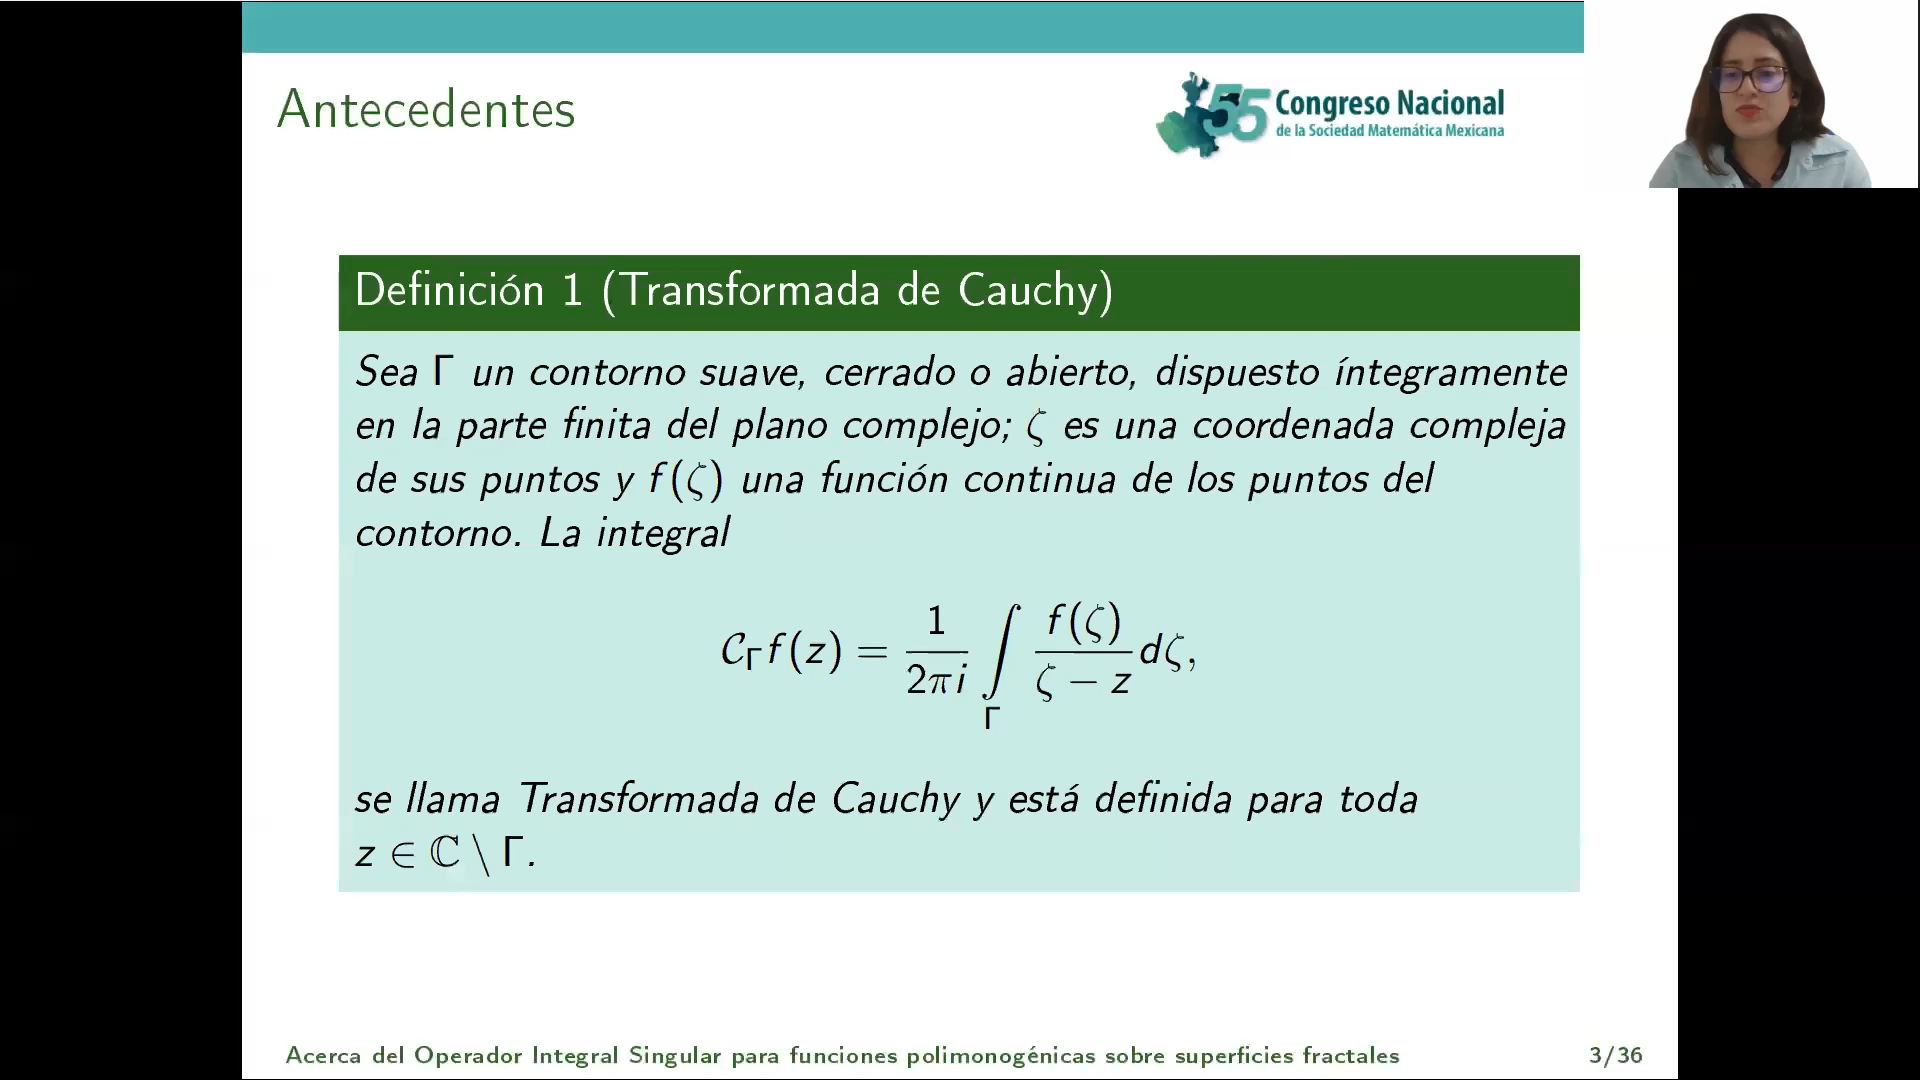 Antecedentes
55 Congreso Nacional
de la Sociedad Matemática Mexicana
Definición 1 (Transformada de Cauchy)
Sea Γ un contorno suave, cerrado o abierto, dispuesto íntegramente
en la parte finita del plano complejo; ζ es una coordenada compleja
de sus puntos y f(ζ) una función continua de los puntos del
contorno. La integral
𝒞_Γ f(z) = \frac{1}{2πi} ∫_Γ \frac{f(ζ)}{ζ − z} dζ,
se llama Transformada de Cauchy y está definida para toda
z ∈ ℂ \ Γ.
Acerca del Operador Integral Singular para funciones polimonogénicas sobre superficies fractales 3/36